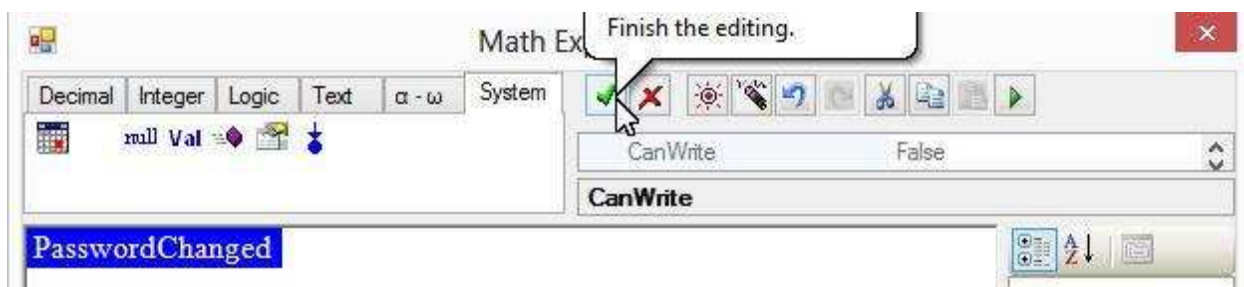 Finish the editing.
Math Ex
Decimal Integer Logic Text α - ω System
null Val
CanWrite False
CanWrite
PasswordChanged
A
Z